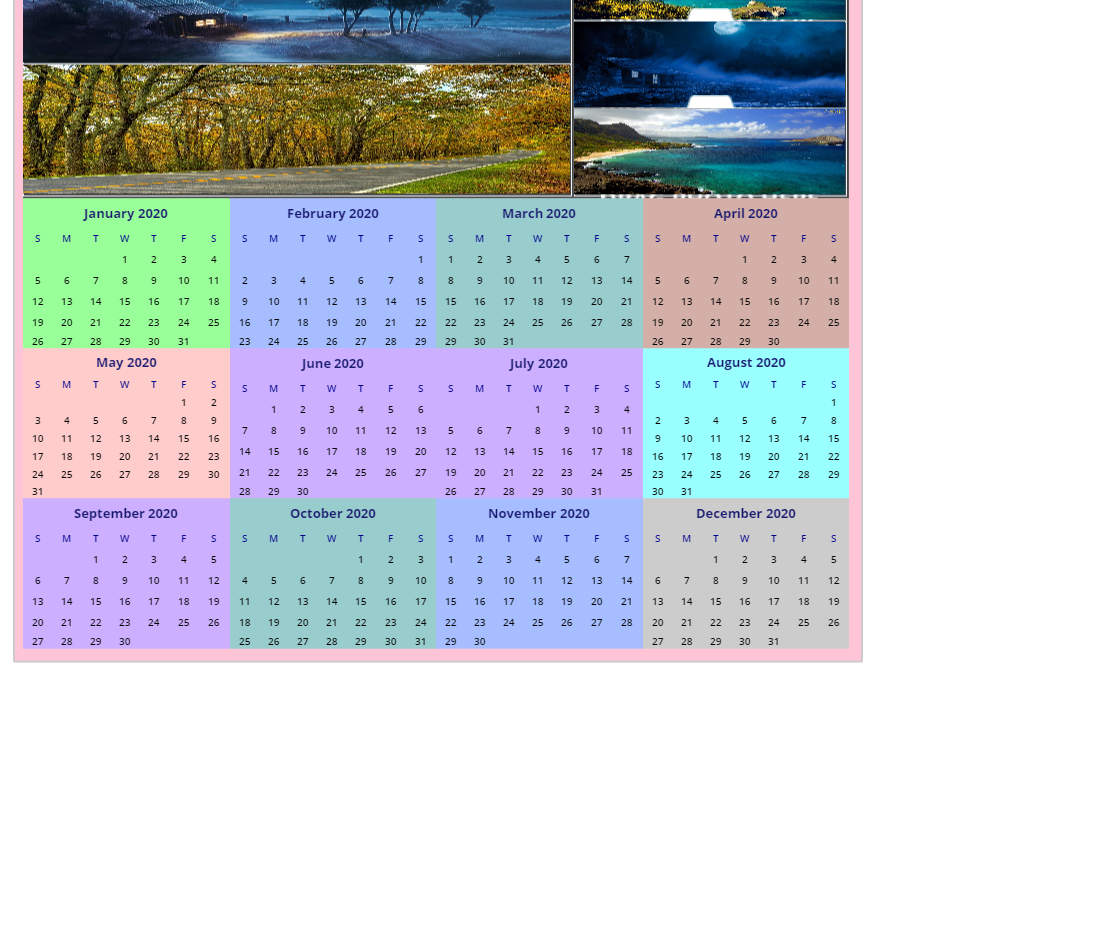 January 2020
S M T W T F S
1 2 3 4
5 6 7 8 9 10 11
12 13 14 15 16 17 18
19 20 21 22 23 24 25
26 27 28 29 30 31
February 2020
S M T W T F S
1
2 3 4 5 6 7 8
9 10 11 12 13 14 15
16 17 18 19 20 21 22
23 24 25 26 27 28 29
March 2020
S M T W T F S
1 2 3 4 5 6 7
8 9 10 11 12 13 14
15 16 17 18 19 20 21
22 23 24 25 26 27 28
29 30 31
April 2020
S M T W T F S
1 2 3 4
5 6 7 8 9 10 11
12 13 14 15 16 17 18
19 20 21 22 23 24 25
26 27 28 29 30
May 2020
S M T W T F S
1 2
3 4 5 6 7 8 9
10 11 12 13 14 15 16
17 18 19 20 21 22 23
24 25 26 27 28 29 30
31
June 2020
S M T W T F S
1 2 3 4 5 6
7 8 9 10 11 12 13
14 15 16 17 18 19 20
21 22 23 24 25 26 27
28 29 30
July 2020
S M T W T F S
1 2 3 4
5 6 7 8 9 10 11
12 13 14 15 16 17 18
19 20 21 22 23 24 25
26 27 28 29 30 31
August 2020
S M T W T F S
1
2 3 4 5 6 7 8
9 10 11 12 13 14 15
16 17 18 19 20 21 22
23 24 25 26 27 28 29
30 31
September 2020
S M T W T F S
1 2 3 4 5
6 7 8 9 10 11 12
13 14 15 16 17 18 19
20 21 22 23 24 25 26
27 28 29 30
October 2020
S M T W T F S
1 2 3
4 5 6 7 8 9 10
11 12 13 14 15 16 17
18 19 20 21 22 23 24
25 26 27 28 29 30 31
November 2020
S M T W T F S
1 2 3 4 5 6 7
8 9 10 11 12 13 14
15 16 17 18 19 20 21
22 23 24 25 26 27 28
29 30
December 2020
S M T W T F S
1 2 3 4 5
6 7 8 9 10 11 12
13 14 15 16 17 18 19
20 21 22 23 24 25 26
27 28 29 30 31